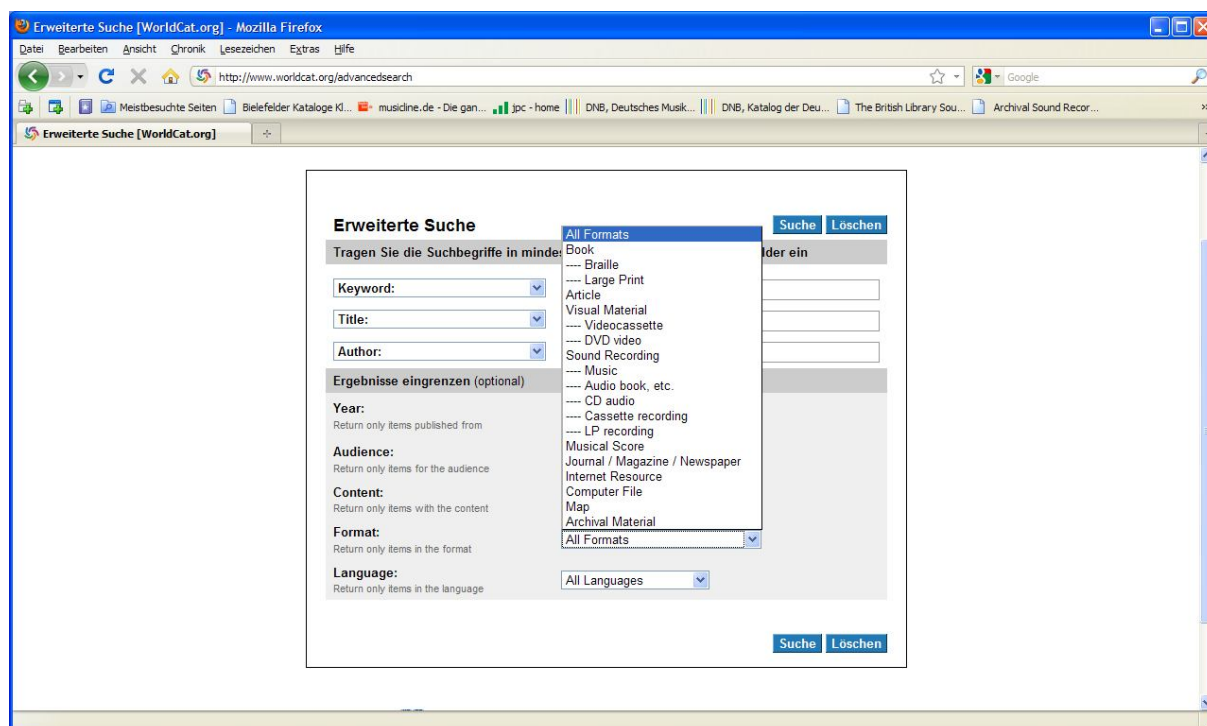 Erweiterte Suche [WorldCat.org] - Mozilla Firefox
Datei Bearbeiten Ansicht Chronik Lesezeichen Extras Hilfe
http://www.worldcat.org/advancedsearch
Google
Meistbesuchte Seiten Bielefelder Kataloge Kl... musicline.de - Die gan... jpc - home DNB, Deutsches Musik... DNB, Katalog der Deu... The British Library Sou... Archival Sound Recor...
Erweiterte Suche [WorldCat.org]
Erweiterte Suche
Suche Löschen
Tragen Sie die Suchbegriffe in lder ein
Keyword:
Title:
Author:
Ergebnisse eingrenzen (optional)
Year:
Return only items published from
Audience:
Return only items for the audience
Content:
Return only items with the content
Format:
Return only items in the format
All Formats
Book
---- Braille
---- Large Print
Article
Visual Material
---- Videocassette
---- DVD video
Sound Recording
---- Music
---- Audio book, etc.
---- CD audio
---- Cassette recording
---- LP recording
Musical Score
Journal / Magazine / Newspaper
Internet Resource
Computer File
Map
Archival Material
All Formats
Language:
Return only items in the language
All Languages
Suche Löschen